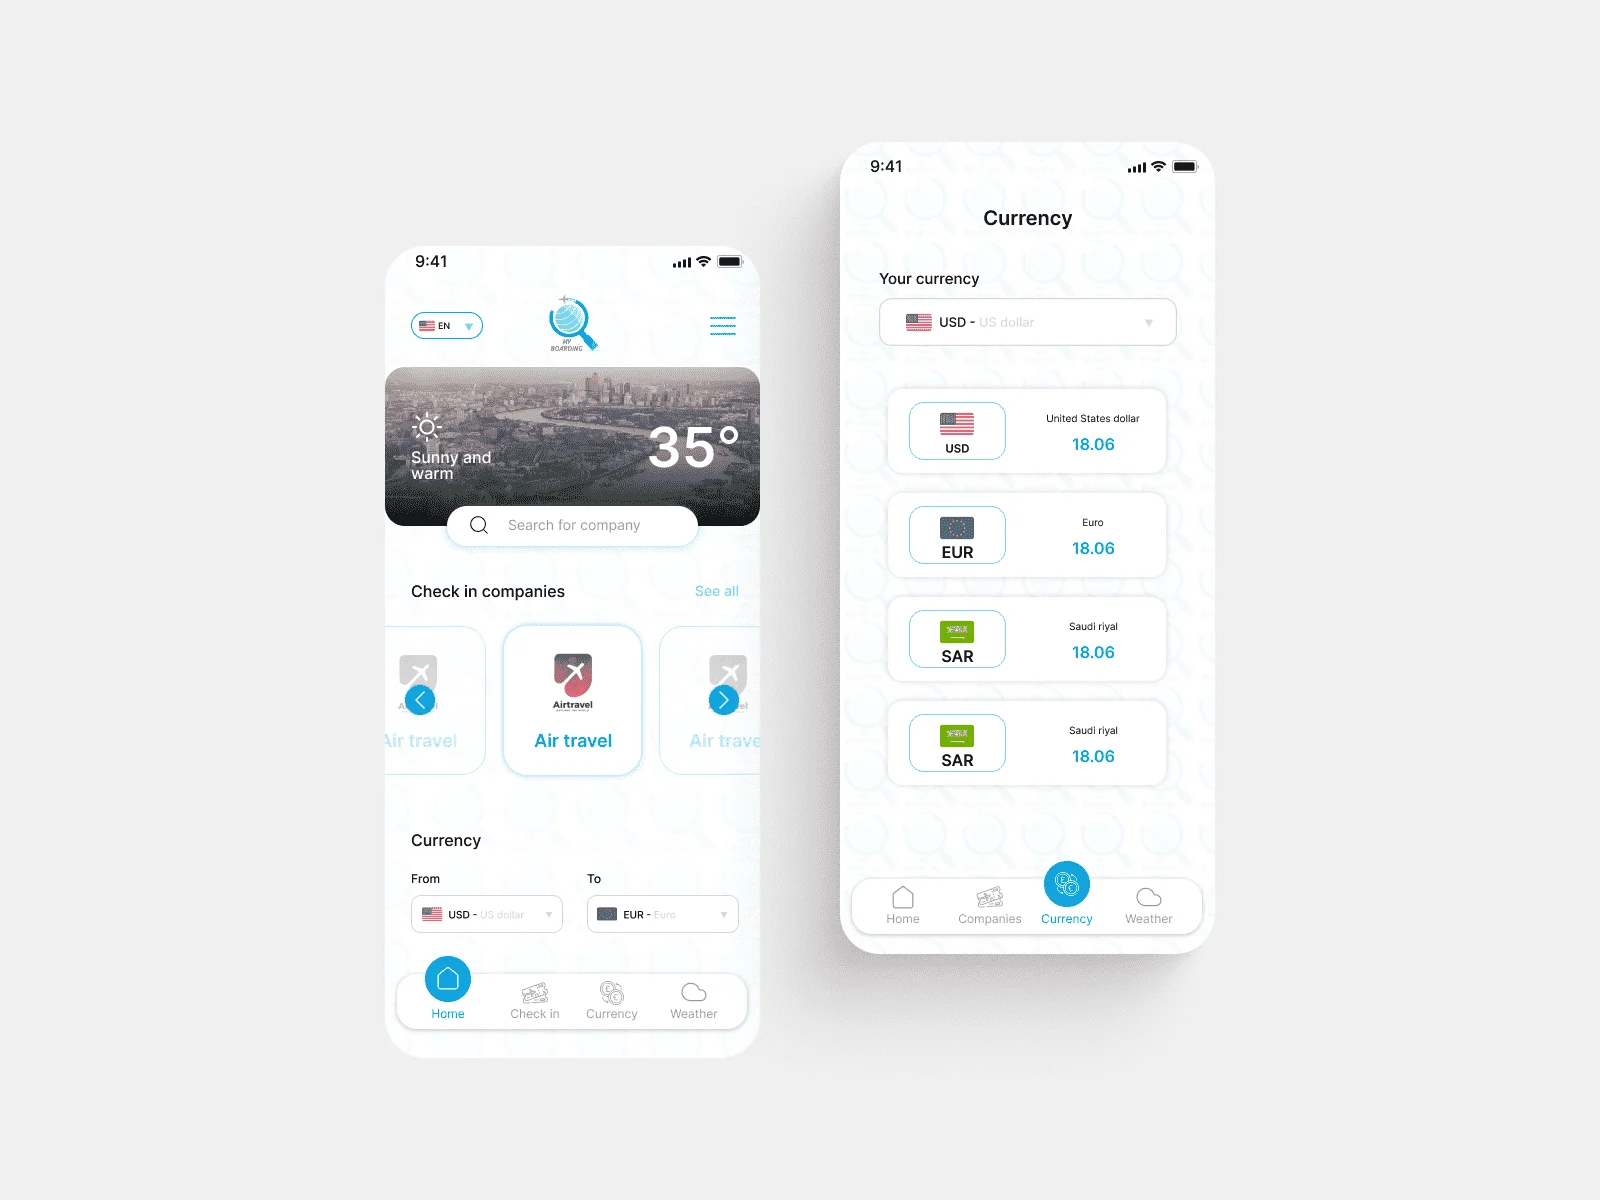 9:41
EN
MY
BOARDING
Sunny and
warm
35°
Search for company
Check in companies
See all
Air travel
Airtravel
Air travel
Air trave
Currency
From
To
USD - US dollar
EUR - Euro
Home
Check in
Currency
Weather
9:41
Currency
Your currency
USD - US dollar
USD
United States dollar
18.06
EUR
Euro
18.06
SAR
Saudi riyal
18.06
SAR
Saudi riyal
18.06
Home
Companies
Currency
Weather